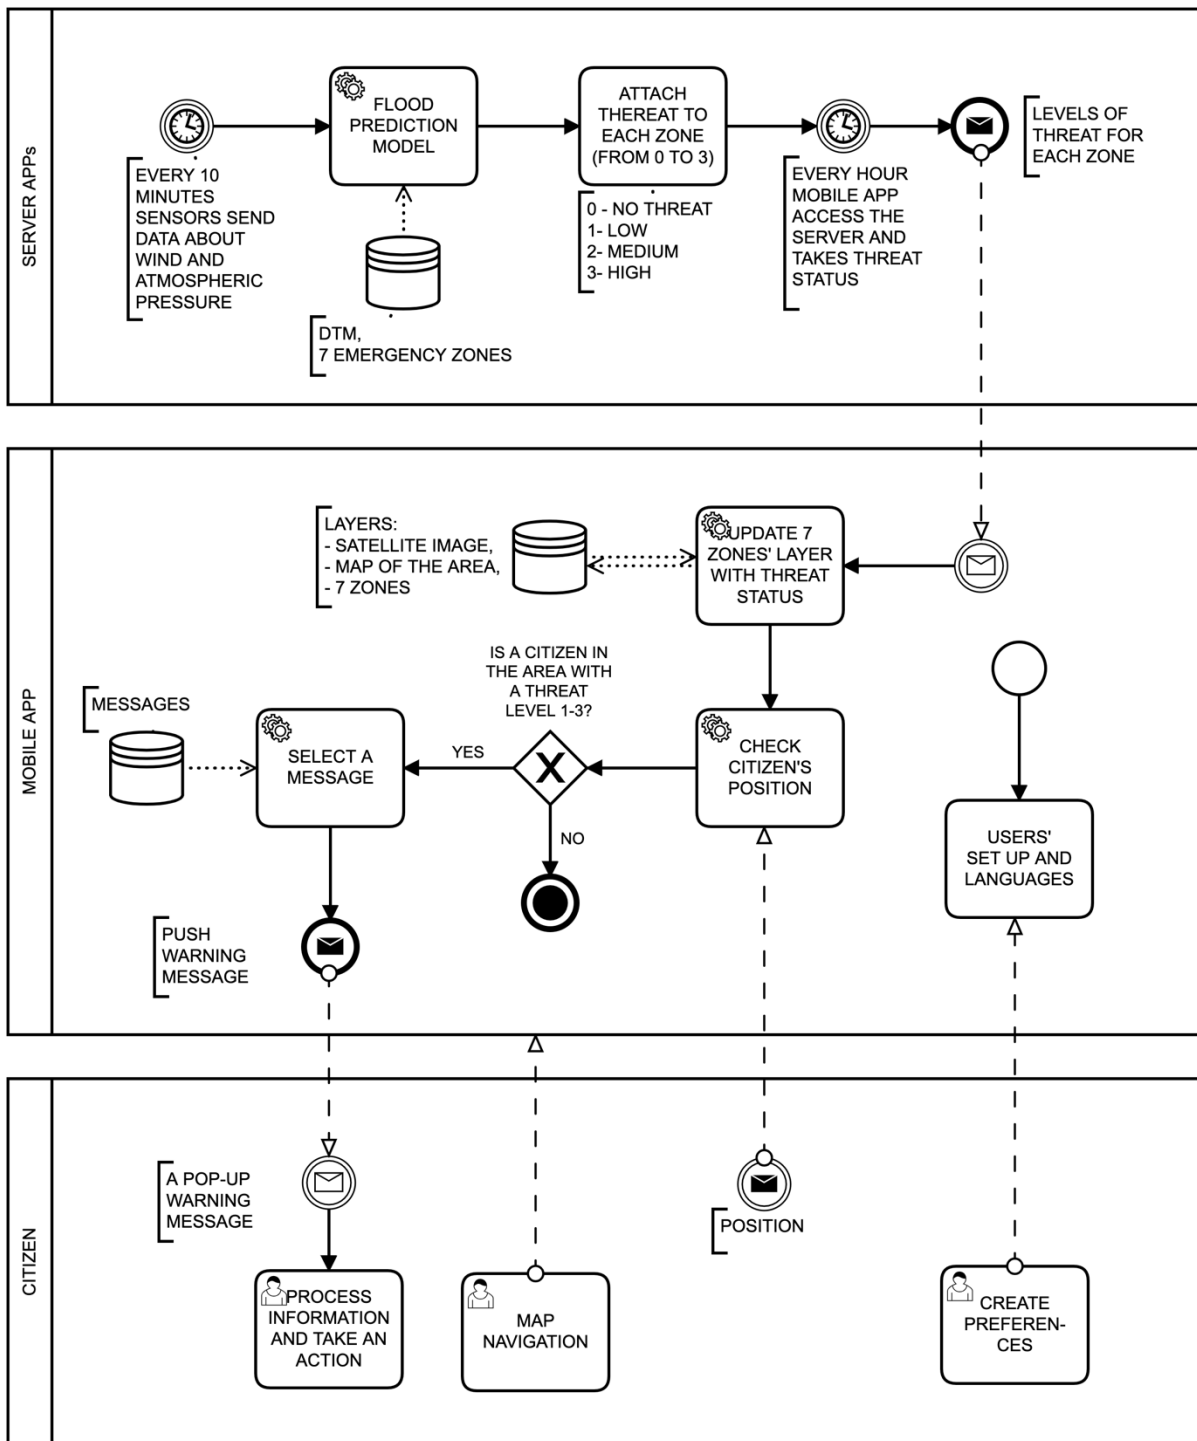 SERVER APPs
EVERY 10
MINUTES
SENSORS SEND
DATA ABOUT
WIND AND
ATMOSPHERIC
PRESSURE
FLOOD
PREDICTION
MODEL
DTM,
7 EMERGENCY ZONES
ATTACH
THEREAT TO
EACH ZONE
(FROM 0 TO 3)
0 - NO THREAT
1- LOW
2- MEDIUM
3- HIGH
EVERY HOUR
MOBILE APP
ACCESS THE
SERVER AND
TAKES THREAT
STATUS
LEVELS OF
THREAT FOR
EACH ZONE
MOBILE APP
LAYERS:
- SATELLITE IMAGE,
- MAP OF THE AREA,
- 7 ZONES
UPDATE 7
ZONES' LAYER
WITH THREAT
STATUS
IS A CITIZEN IN
THE AREA WITH
A THREAT
LEVEL 1-3?
MESSAGES
SELECT A
MESSAGE
YES
X
NO
CHECK
CITIZEN'S
POSITION
USERS'
SET UP AND
LANGUAGES
PUSH
WARNING
MESSAGE
CITIZEN
A POP-UP
WARNING
MESSAGE
POSITION
PROCESS
INFORMATION
AND TAKE AN
ACTION
MAP
NAVIGATION
CREATE
PREFEREN-
CES